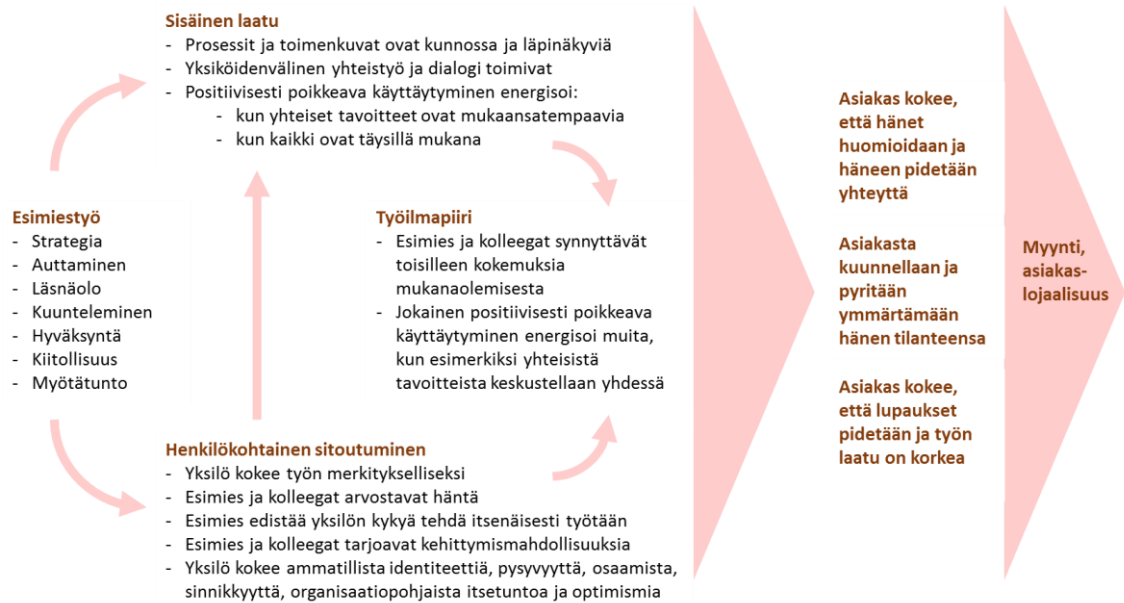 Sisäinen laatu
- Prosessit ja toimenkuvat ovat kunnossa ja läpinäkyviä
- Yksiköidenvälinen yhteistyö ja dialogi toimivat
- Positiivisesti poikkeava käyttäytyminen energisoi:
- kun yhteiset tavoitteet ovat mukaansatempaavia
- kun kaikki ovat täysillä mukana
Esimiestyö
- Strategia
- Auttaminen
- Läsnäolo
- Kuunteleminen
- Hyväksyntä
- Kiitollisuus
- Myötätunto
Työilmapiiri
- Esimies ja kolleegat synnyttävät
toisilleen kokemuksia
mukanaolemisesta
- Jokainen positiivisesti poikkeava
käyttäytyminen energisoi muita,
kun esimerkiksi yhteisistä
tavoitteista keskustellaan yhdessä
Henkilökohtainen sitoutuminen
- Yksilö kokee työn merkitykselliseksi
- Esimies ja kolleegat arvostavat häntä
- Esimies edistää yksilön kykyä tehdä itsenäisesti työtään
- Esimies ja kolleegat tarjoavat kehittymismahdollisuuksia
- Yksilö kokee ammatillista identiteettiä, pysyvyyttä, osaamista,
sinnikkyyttä, organisaatiopohjaista itsetuntoa ja optimismia
Asiakas kokee,
että hänet
huomioidaan ja
häneen pidetään
yhteyttä
Asiakasta
kuunnellaan ja
pyritään
ymmärtämään
hänen tilanteensa
Asiakas kokee,
että lupaukset
pidetään ja työn
laatu on korkea
Myynti,
asiakas-
lojaalisuus